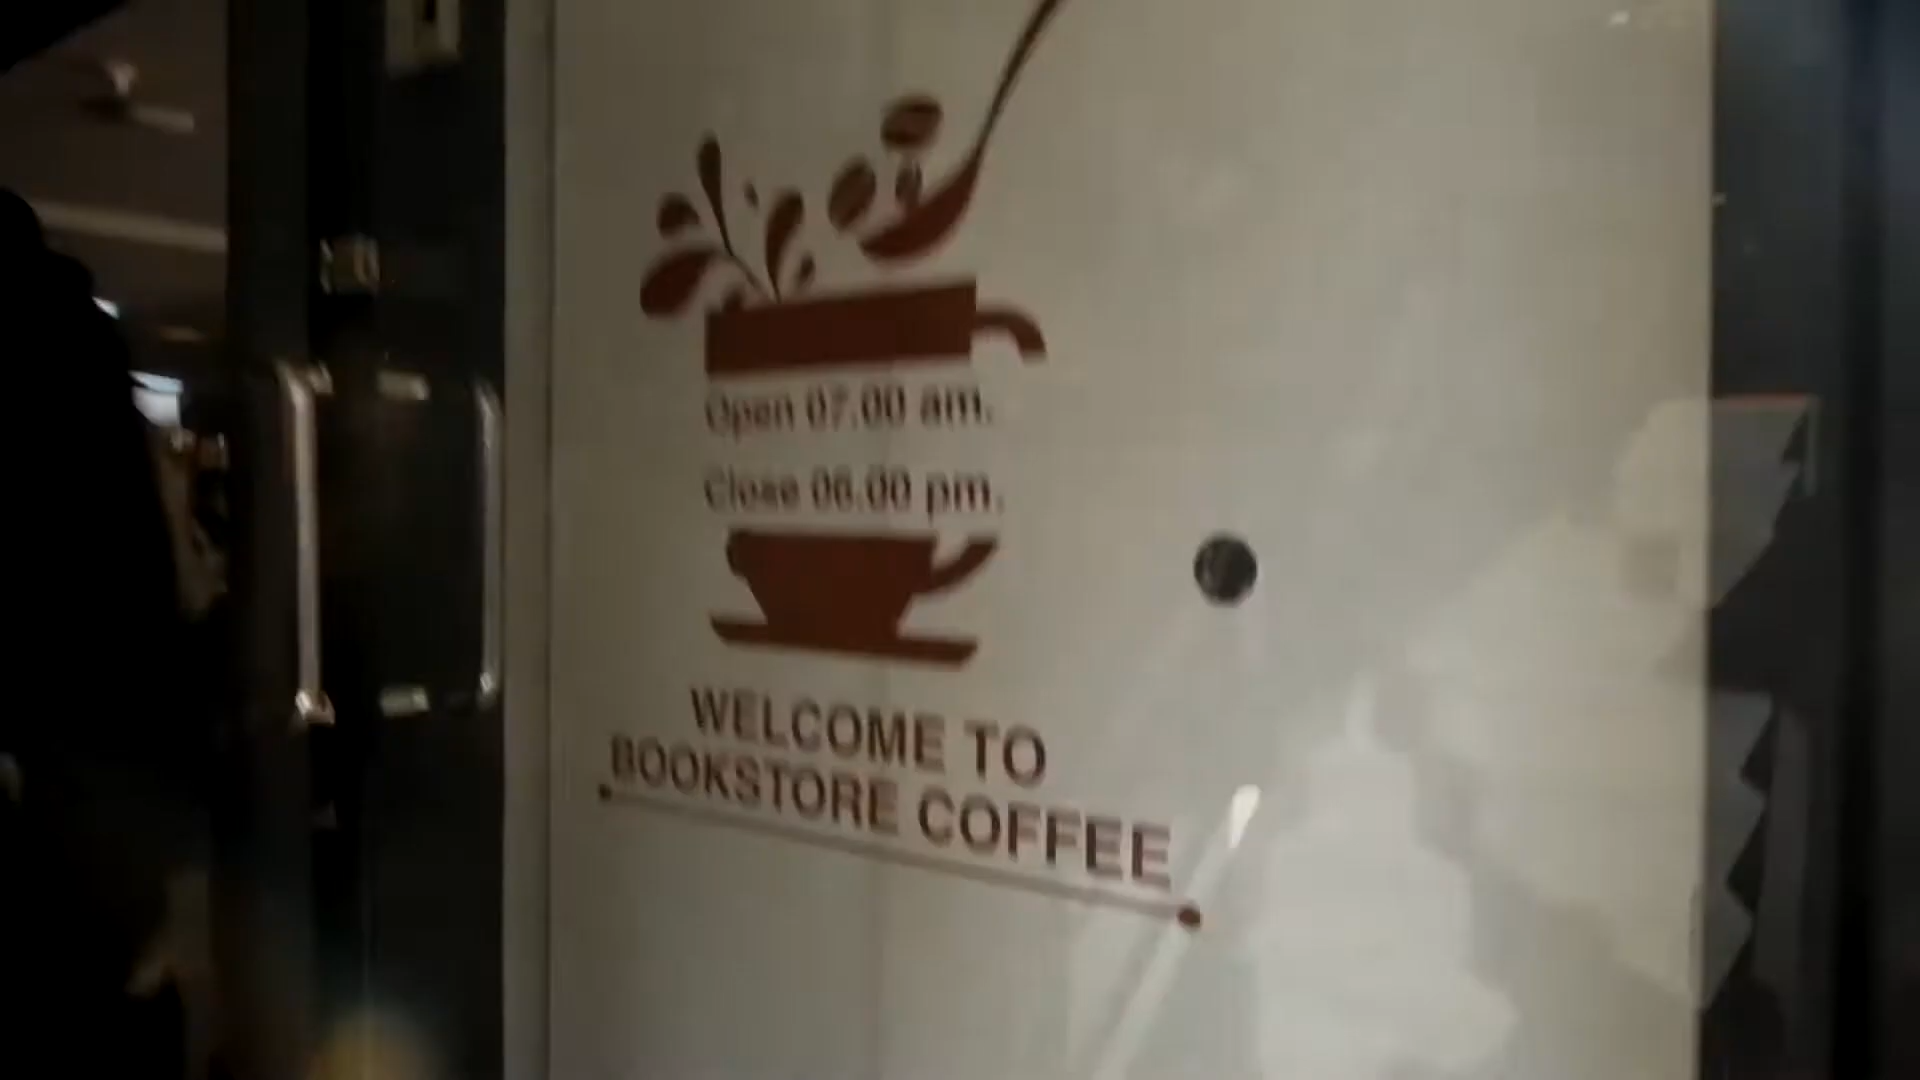 Open 07.00 am.
Close 06.00 pm.
WELCOME TO
BOOKSTORE COFFEE